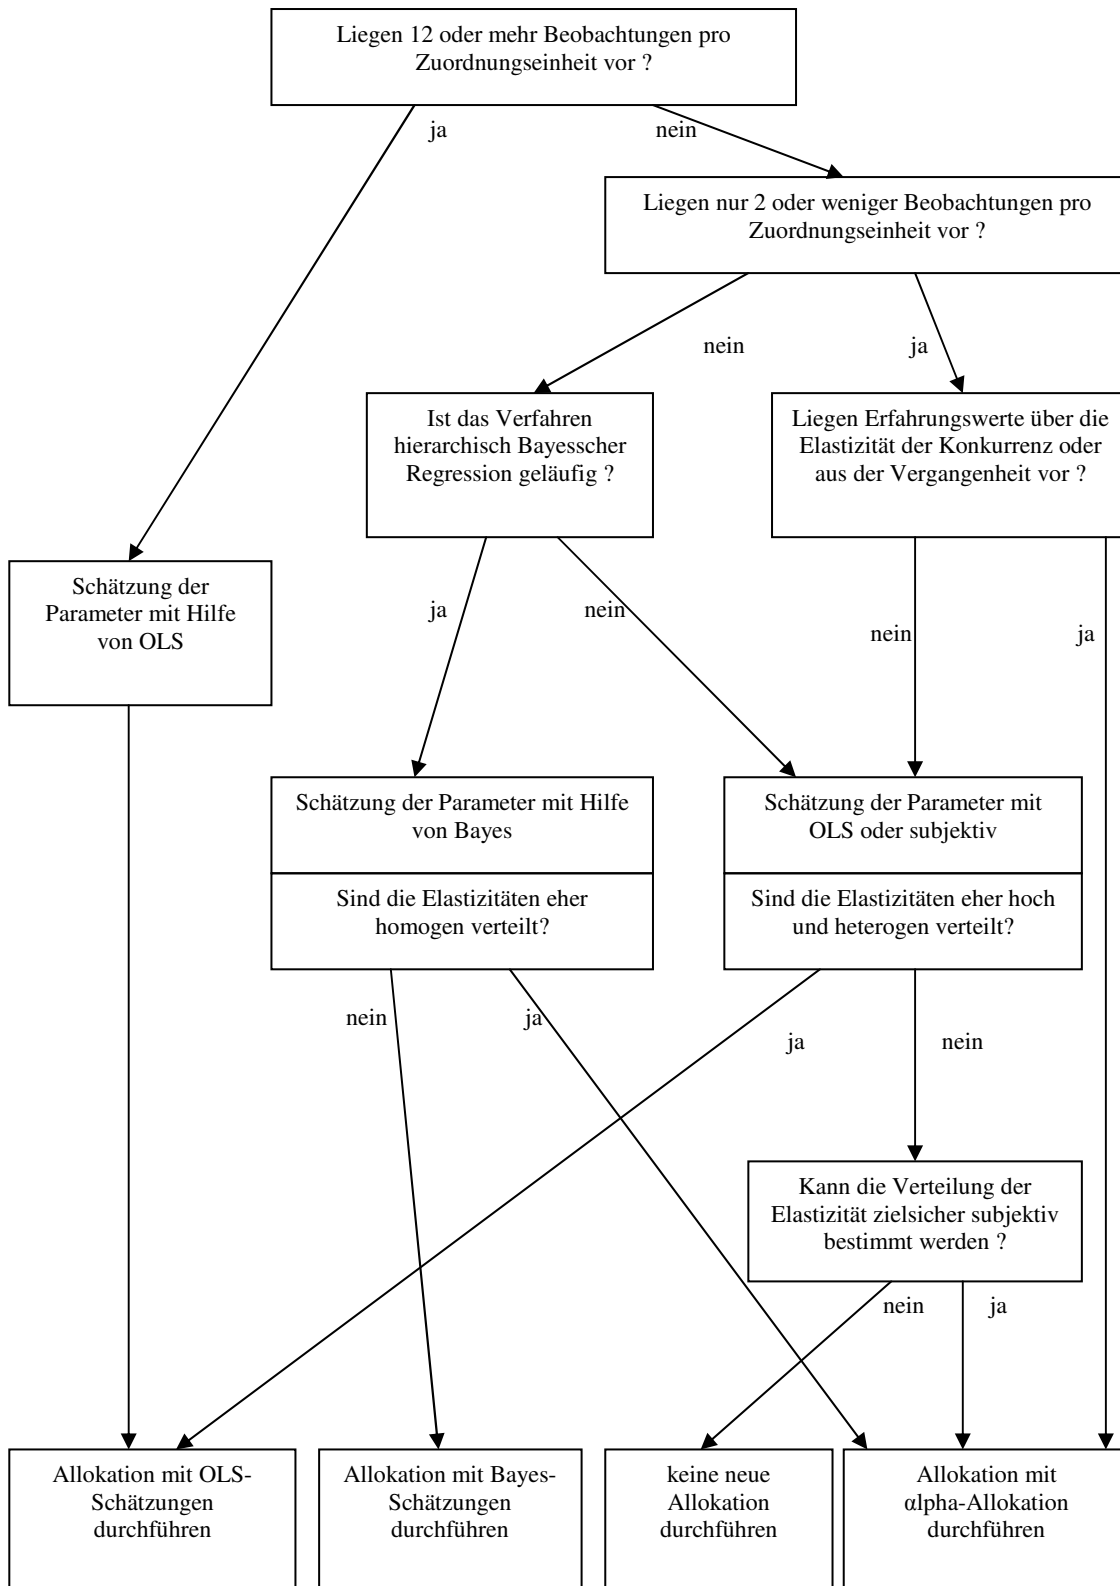 Liegen 12 oder mehr Beobachtungen pro
Zuordnungseinheit vor ?
ja
nein
Liegen nur 2 oder weniger Beobachtungen pro
Zuordnungseinheit vor ?
nein
ja
Ist das Verfahren
hierarchisch Bayesscher
Regression geläufig ?
Liegen Erfahrungswerte über die
Elastizität der Konkurrenz oder
aus der Vergangenheit vor ?
Schätzung der
Parameter mit Hilfe
von OLS
ja
nein
nein
ja
Schätzung der Parameter mit Hilfe
von Bayes
Sind die Elastizitäten eher
homogen verteilt?
Schätzung der Parameter mit
OLS oder subjektiv
Sind die Elastizitäten eher hoch
und heterogen verteilt?
nein
ja
ja
nein
Kann die Verteilung der
Elastizität zielsicher subjektiv
bestimmt werden ?
nein
ja
Allokation mit OLS-
Schätzungen
durchführen
Allokation mit Bayes-
Schätzungen
durchführen
keine neue
Allokation
durchführen
Allokation mit
αlpha-Allokation
durchführen